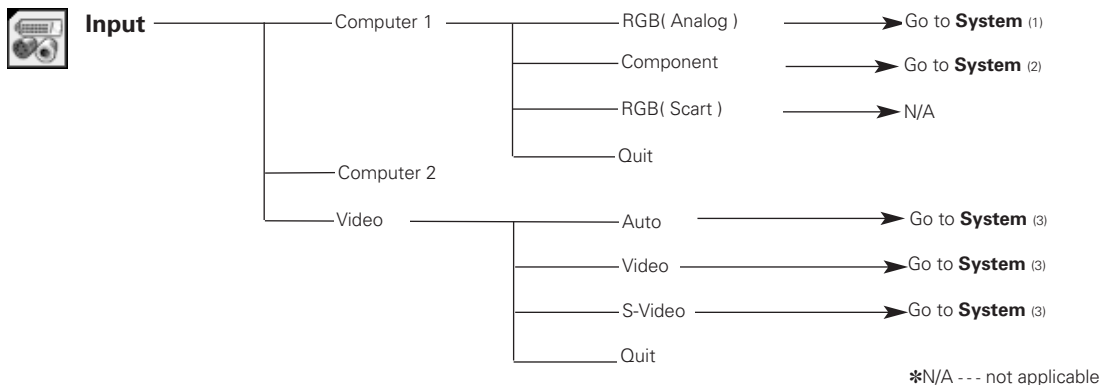 Input
Computer 1
RGB( Analog )
Go to System (1)
Component
Go to System (2)
RGB( Scart )
N/A
Quit
Computer 2
Video
Auto
Go to System (3)
Video
Go to System (3)
S-Video
Go to System (3)
Quit
✽N/A - - - not applicable